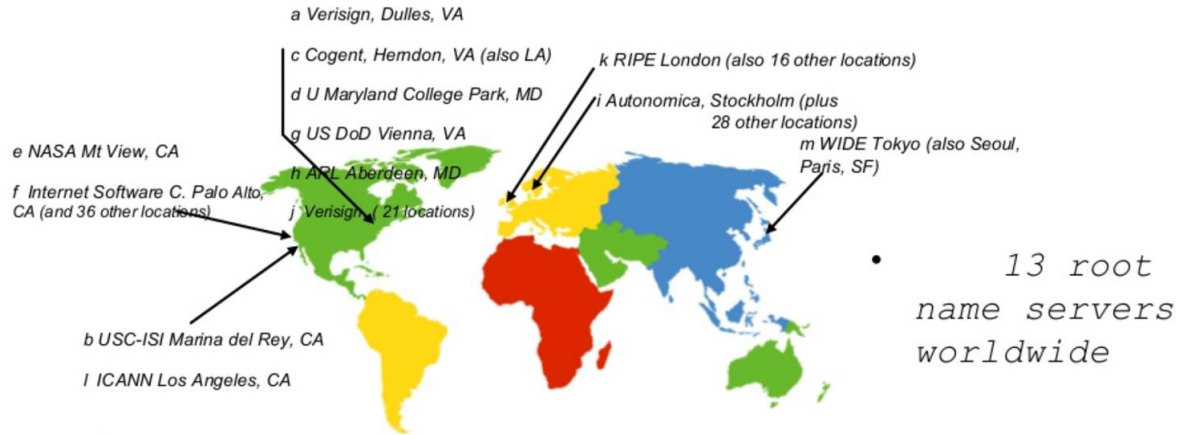 a Verisign, Dulles, VA
c Cogent, Herndon, VA (also LA)
d U Maryland College Park, MD
g US DoD Vienna, VA
h ARL Aberdeen, MD
j Verisign, ( 21 locations)
k RIPE London (also 16 other locations)
i Autonomica, Stockholm (plus
28 other locations)
m WIDE Tokyo (also Seoul,
Paris, SF)
e NASA Mt View, CA
f Internet Software C. Palo Alto,
CA (and 36 other locations)
b USC-ISI Marina del Rey, CA
l ICANN Los Angeles, CA
• 13 root
name servers
worldwide